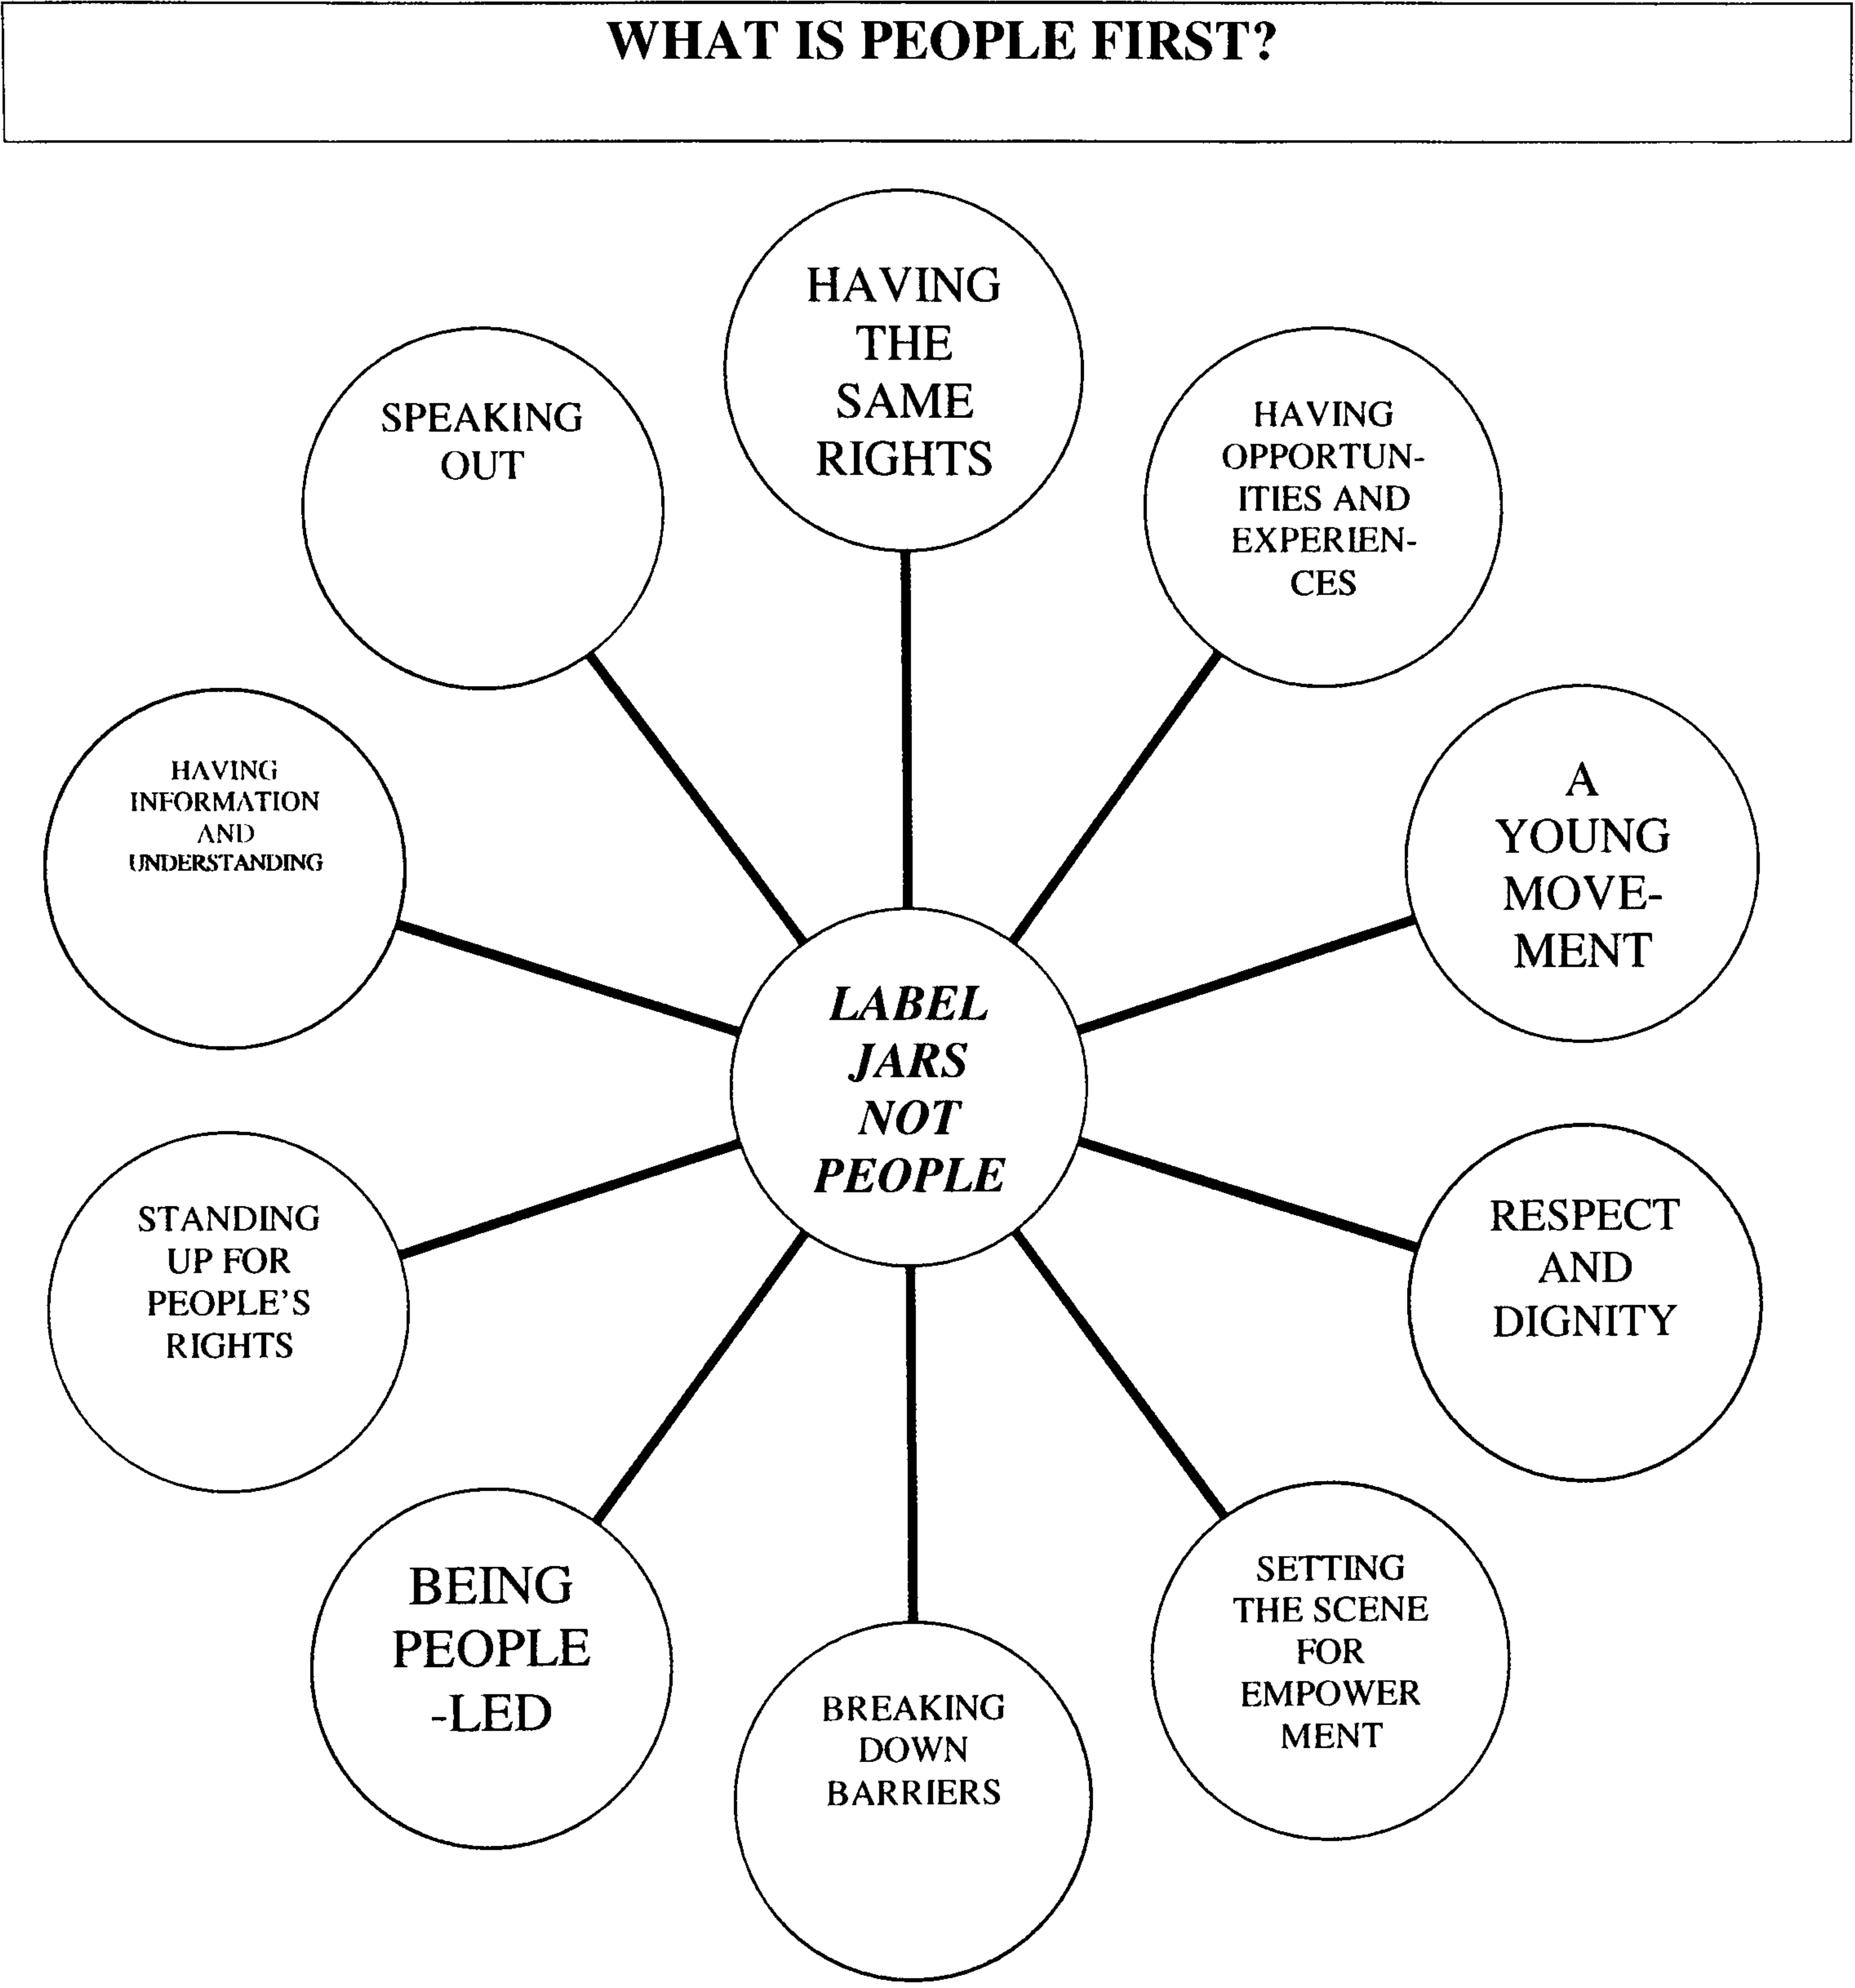 WHAT IS PEOPLE FIRST?
HAVING
THE
SAME
RIGHTS
HAVING
OPPORTUN-
ITIES AND
EXPERIEN-
CES
A
YOUNG
MOVE-
MENT
RESPECT
AND
DIGNITY
SETTING
THE SCENE
FOR
EMPOWER
MENT
BREAKING
DOWN
BARRIERS
BEING
PEOPLE
-LED
STANDING
UP FOR
PEOPLE'S
RIGHTS
HAVING
INFORMATION
AND
UNDERSTANDING
SPEAKING
OUT
LABEL
JARS
NOT
PEOPLE